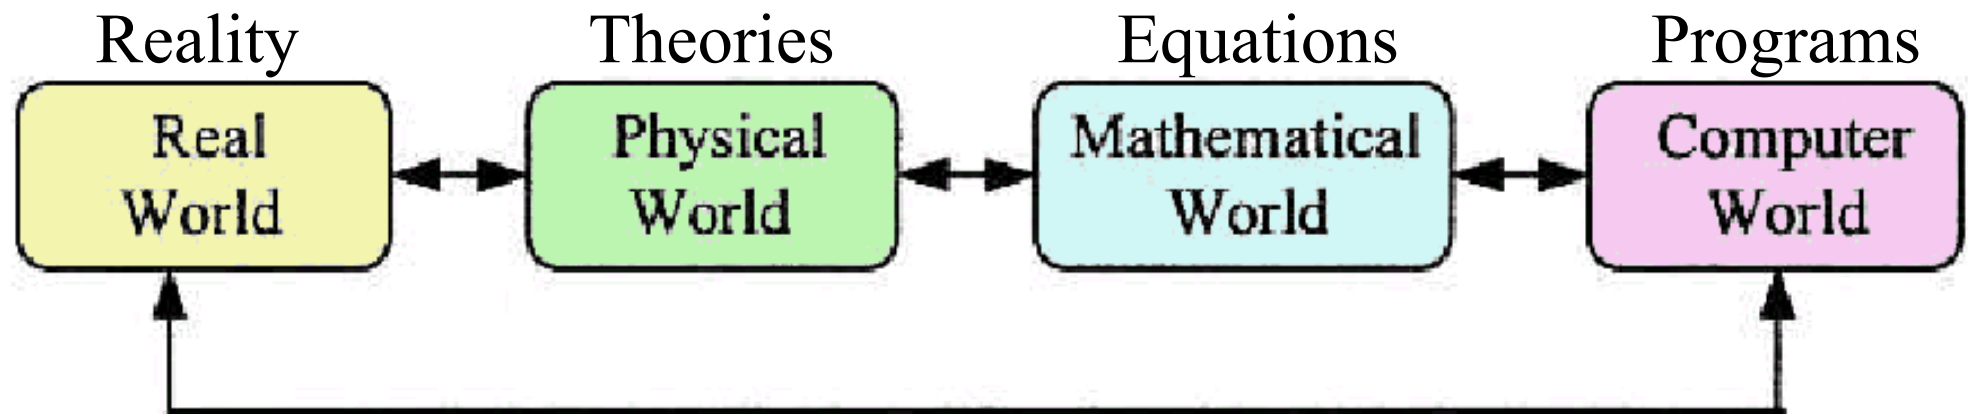 Reality
Theories
Equations
Programs
Real
World
Physical
World
Mathematical
World
Computer
World